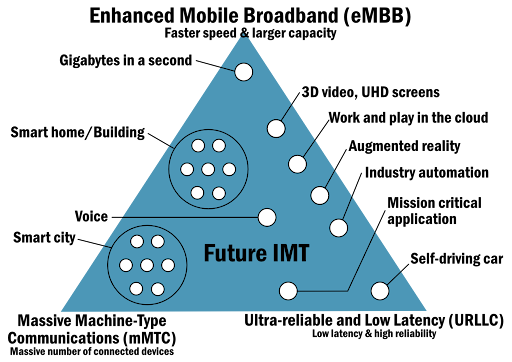 Enhanced Mobile Broadband (eMBB)
Faster speed & larger capacity
Gigabytes in a second
3D video, UHD screens
Work and play in the cloud
Smart home/Building
Augmented reality
Industry automation
Mission critical
application
Voice
Smart city
Future IMT
Self-driving car
Massive Machine-Type
Communications (mMTC)
Massive number of connected devices
Ultra-reliable and Low Latency (URLLC)
Low latency & high reliability